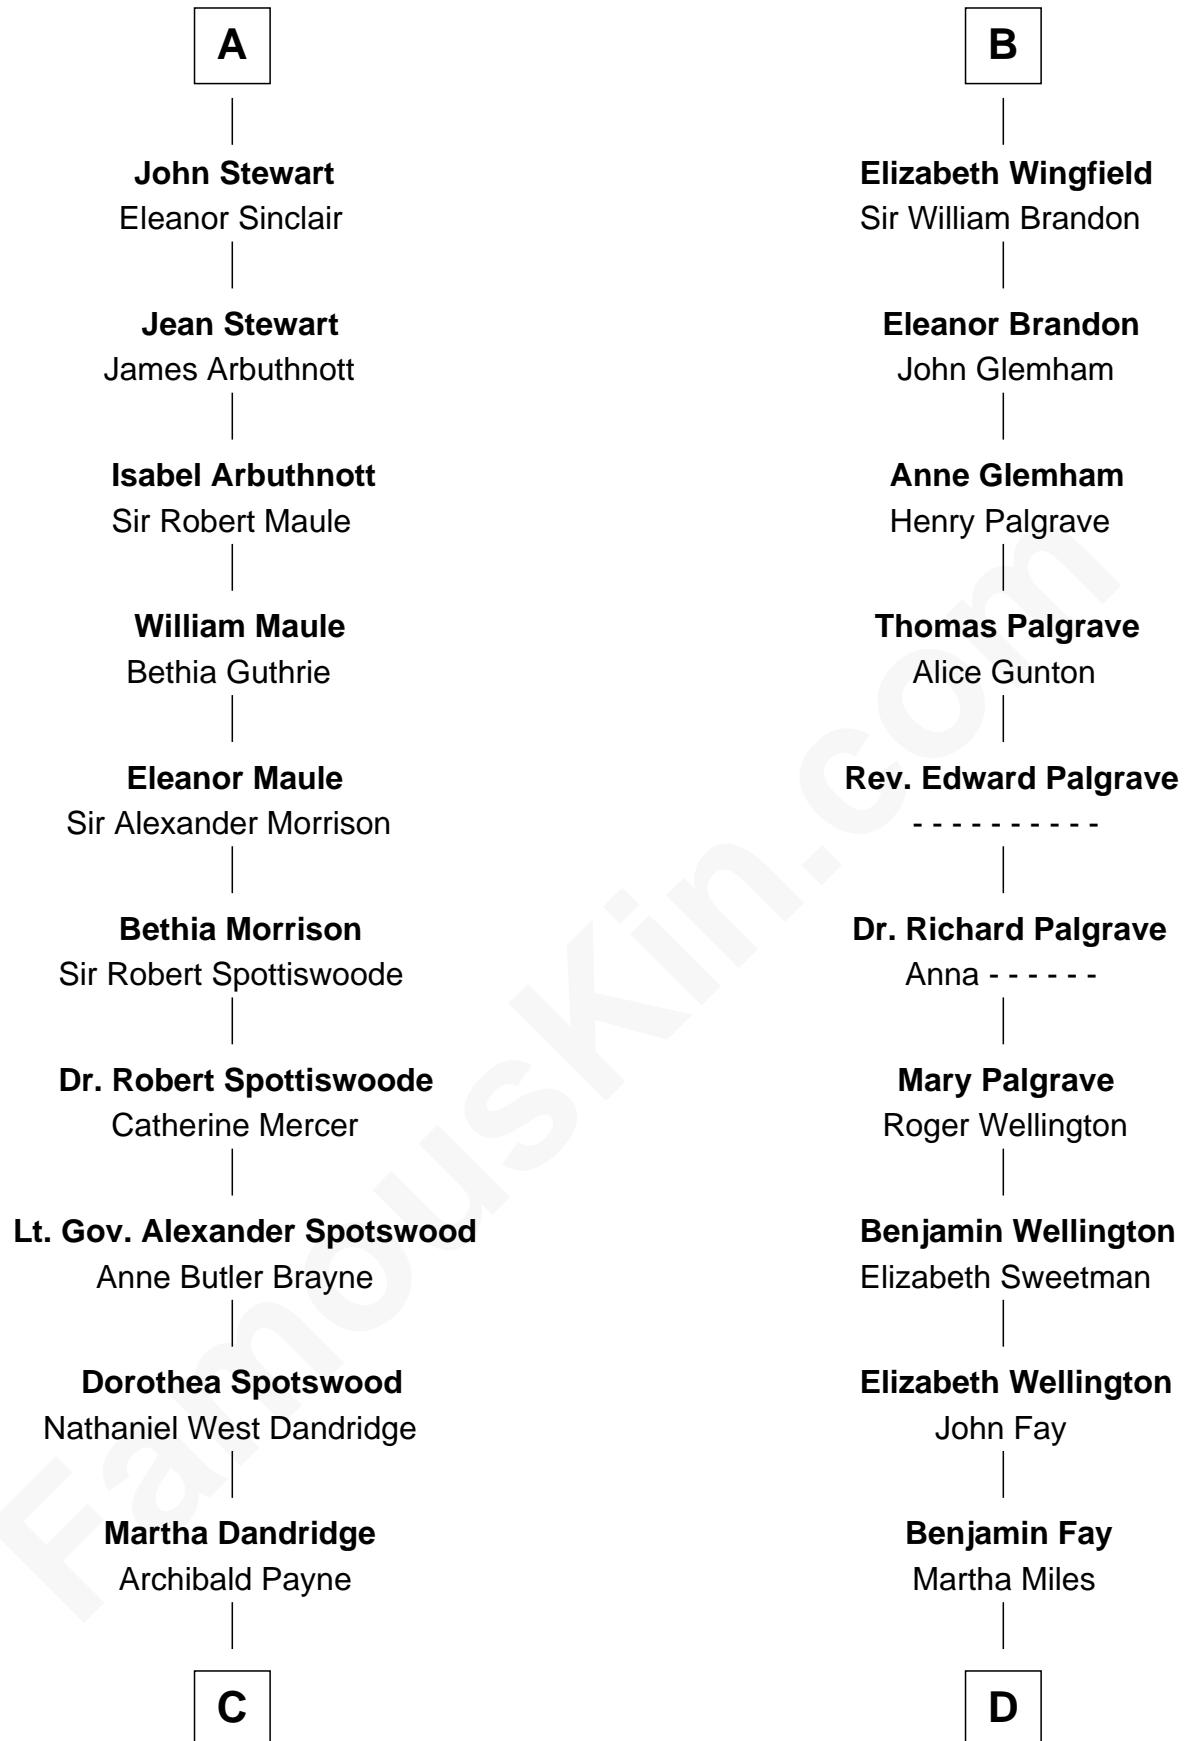 A
John Stewart
Eleanor Sinclair
Jean Stewart
James Arbuthnott
Isabel Arbuthnott
Sir Robert Maule
William Maule
Bethia Guthrie
Eleanor Maule
Sir Alexander Morrison
Bethia Morrison
Sir Robert Spottiswoode
Dr. Robert Spottiswoode
Catherine Mercer
Lt. Gov. Alexander Spotswood
Anne Butler Brayne
Dorothea Spotswood
Nathaniel West Dandridge
Martha Dandridge
Archibald Payne
C
B
Elizabeth Wingfield
Sir William Brandon
Eleanor Brandon
John Glemham
Anne Glemham
Henry Palgrave
Thomas Palgrave
Alice Gunton
Rev. Edward Palgrave
- - - - - - - - - -
Dr. Richard Palgrave
Anna - - - - - -
Mary Palgrave
Roger Wellington
Benjamin Wellington
Elizabeth Sweetman
Elizabeth Wellington
John Fay
Benjamin Fay
Martha Miles
D
FamousKin.com